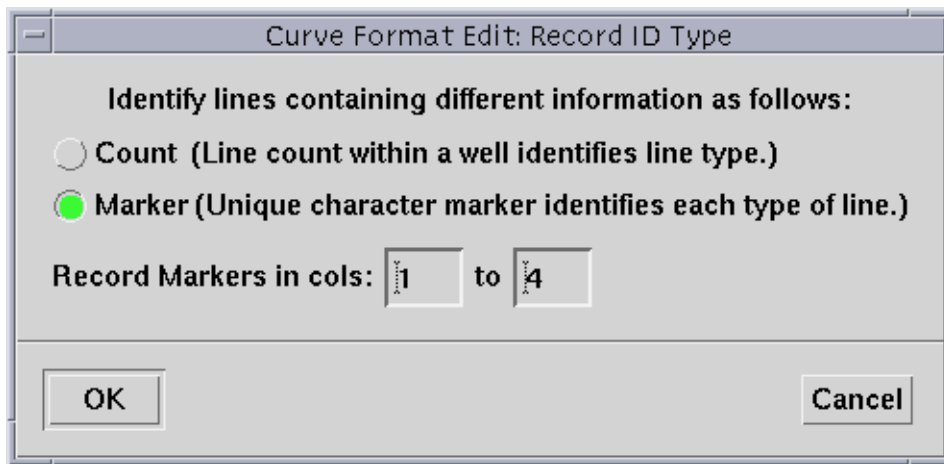 Curve Format Edit: Record ID Type
Identify lines containing different information as follows:
Count (Line count within a well identifies line type.)
Marker (Unique character marker identifies each type of line.)
Record Markers in cols: 1 to 4
OK Cancel